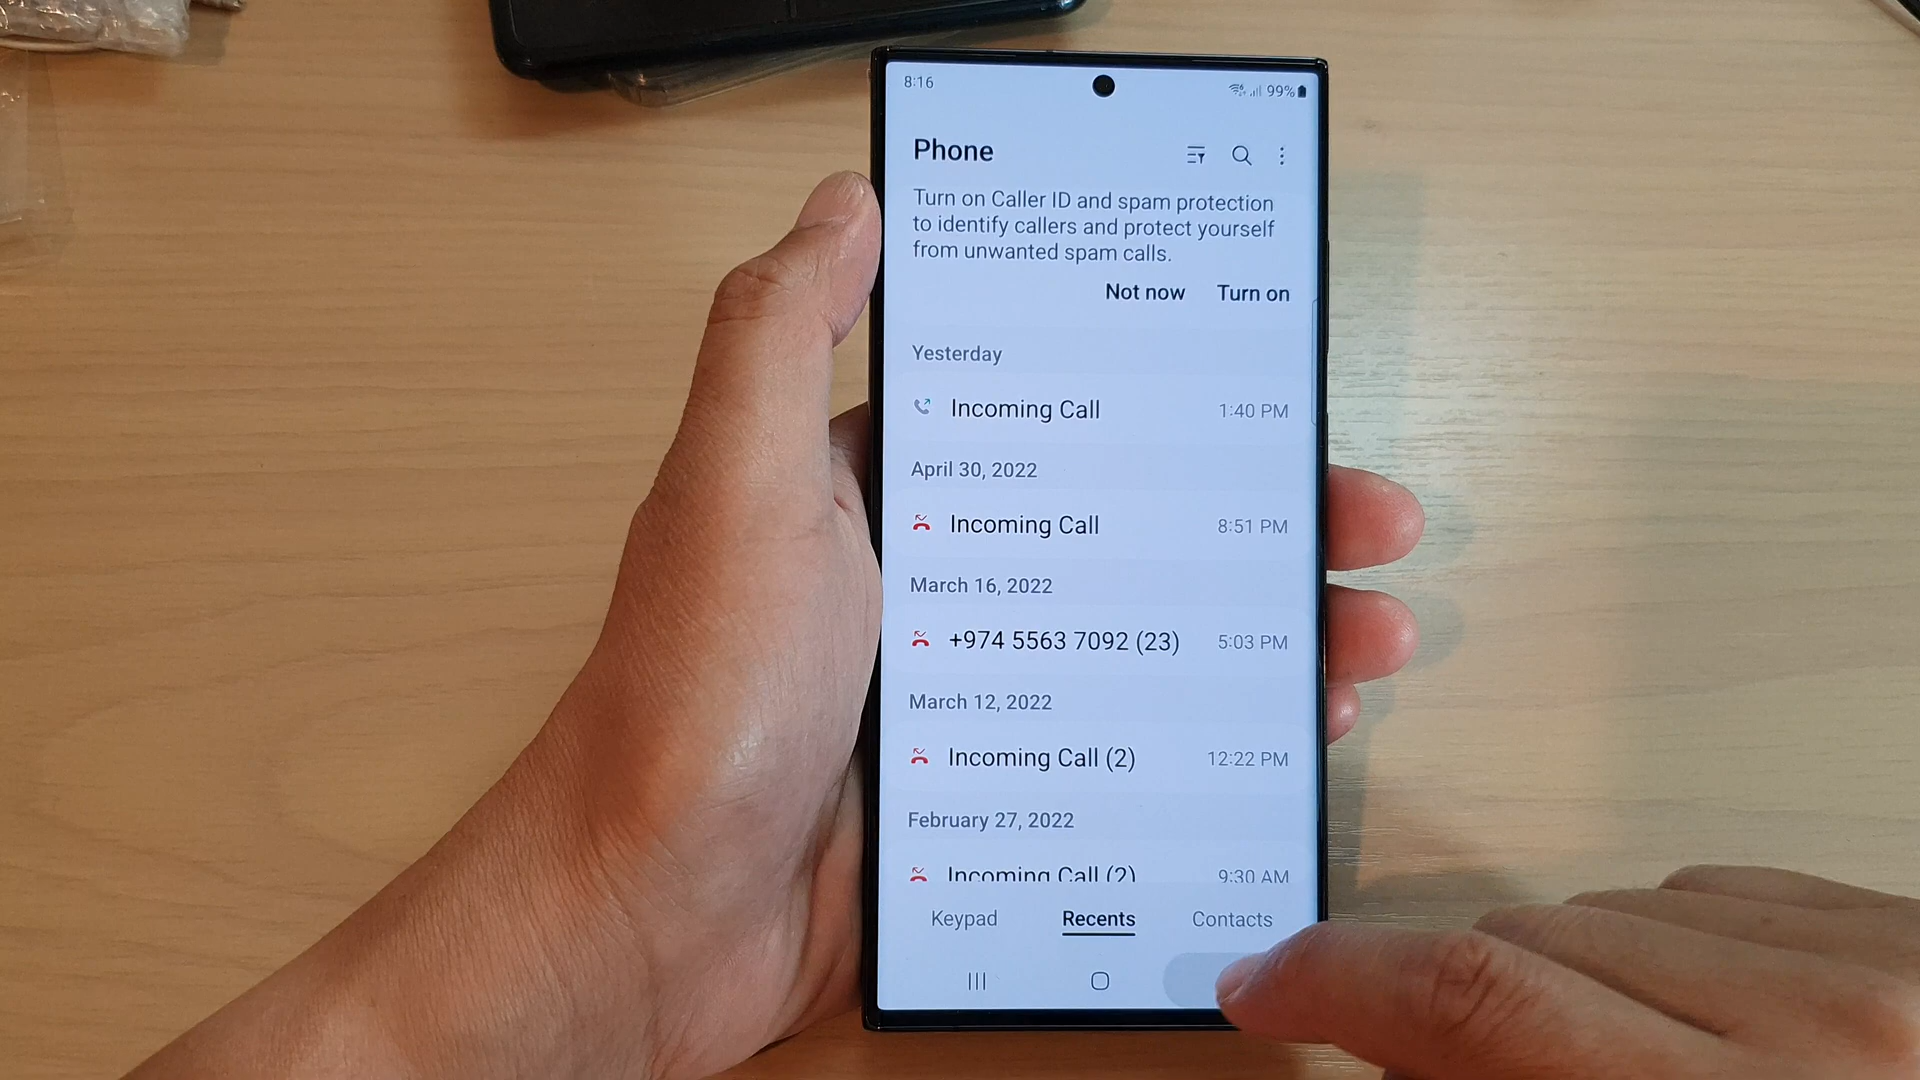 8:16
99%
Phone
Turn on Caller ID and spam protection
to identify callers and protect yourself
from unwanted spam calls.
Not now Turn on
Yesterday
Incoming Call 1:40 PM
April 30, 2022
Incoming Call 8:51 PM
March 16, 2022
+974 5563 7092 (23) 5:03 PM
March 12, 2022
Incoming Call (2) 12:22 PM
February 27, 2022
Incoming Call (2) 9:30 AM
Keypad Recents Contacts